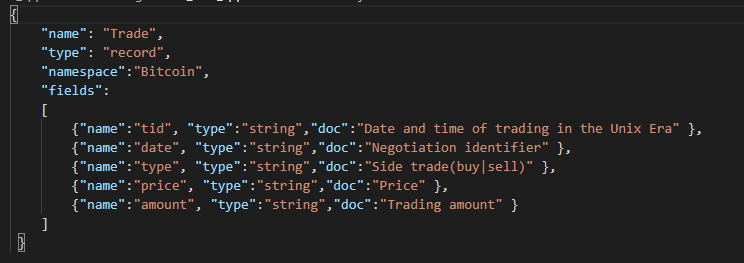 {
"name": "Trade",
"type": "record",
"namespace":"Bitcoin",
"fields":
[
{"name":"tid", "type":"string","doc":"Date and time of trading in the Unix Era" },
{"name":"date", "type":"string","doc":"Negotiation identifier" },
{"name":"type", "type":"string","doc":"Side trade(buy|sell)" },
{"name":"price", "type":"string","doc":"Price" },
{"name":"amount", "type":"string","doc":"Trading amount" }
]
}